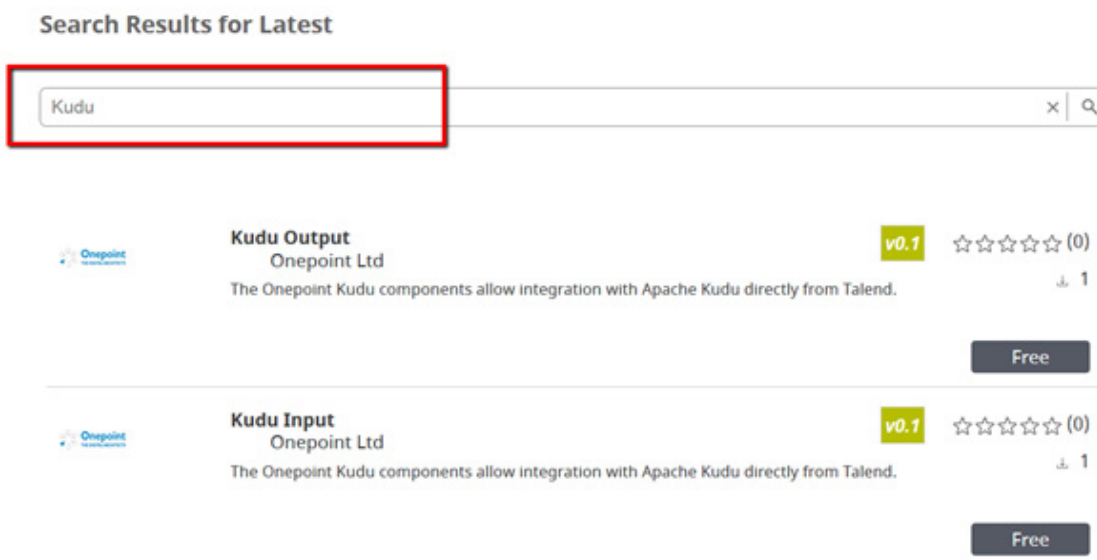 Search Results for Latest
Kudu
Onepoint
Kudu Output
v0.1
(0)
Onepoint Ltd
1
The Onepoint Kudu components allow integration with Apache Kudu directly from Talend.
Free
Onepoint
Kudu Input
v0.1
(0)
Onepoint Ltd
1
The Onepoint Kudu components allow integration with Apache Kudu directly from Talend.
Free